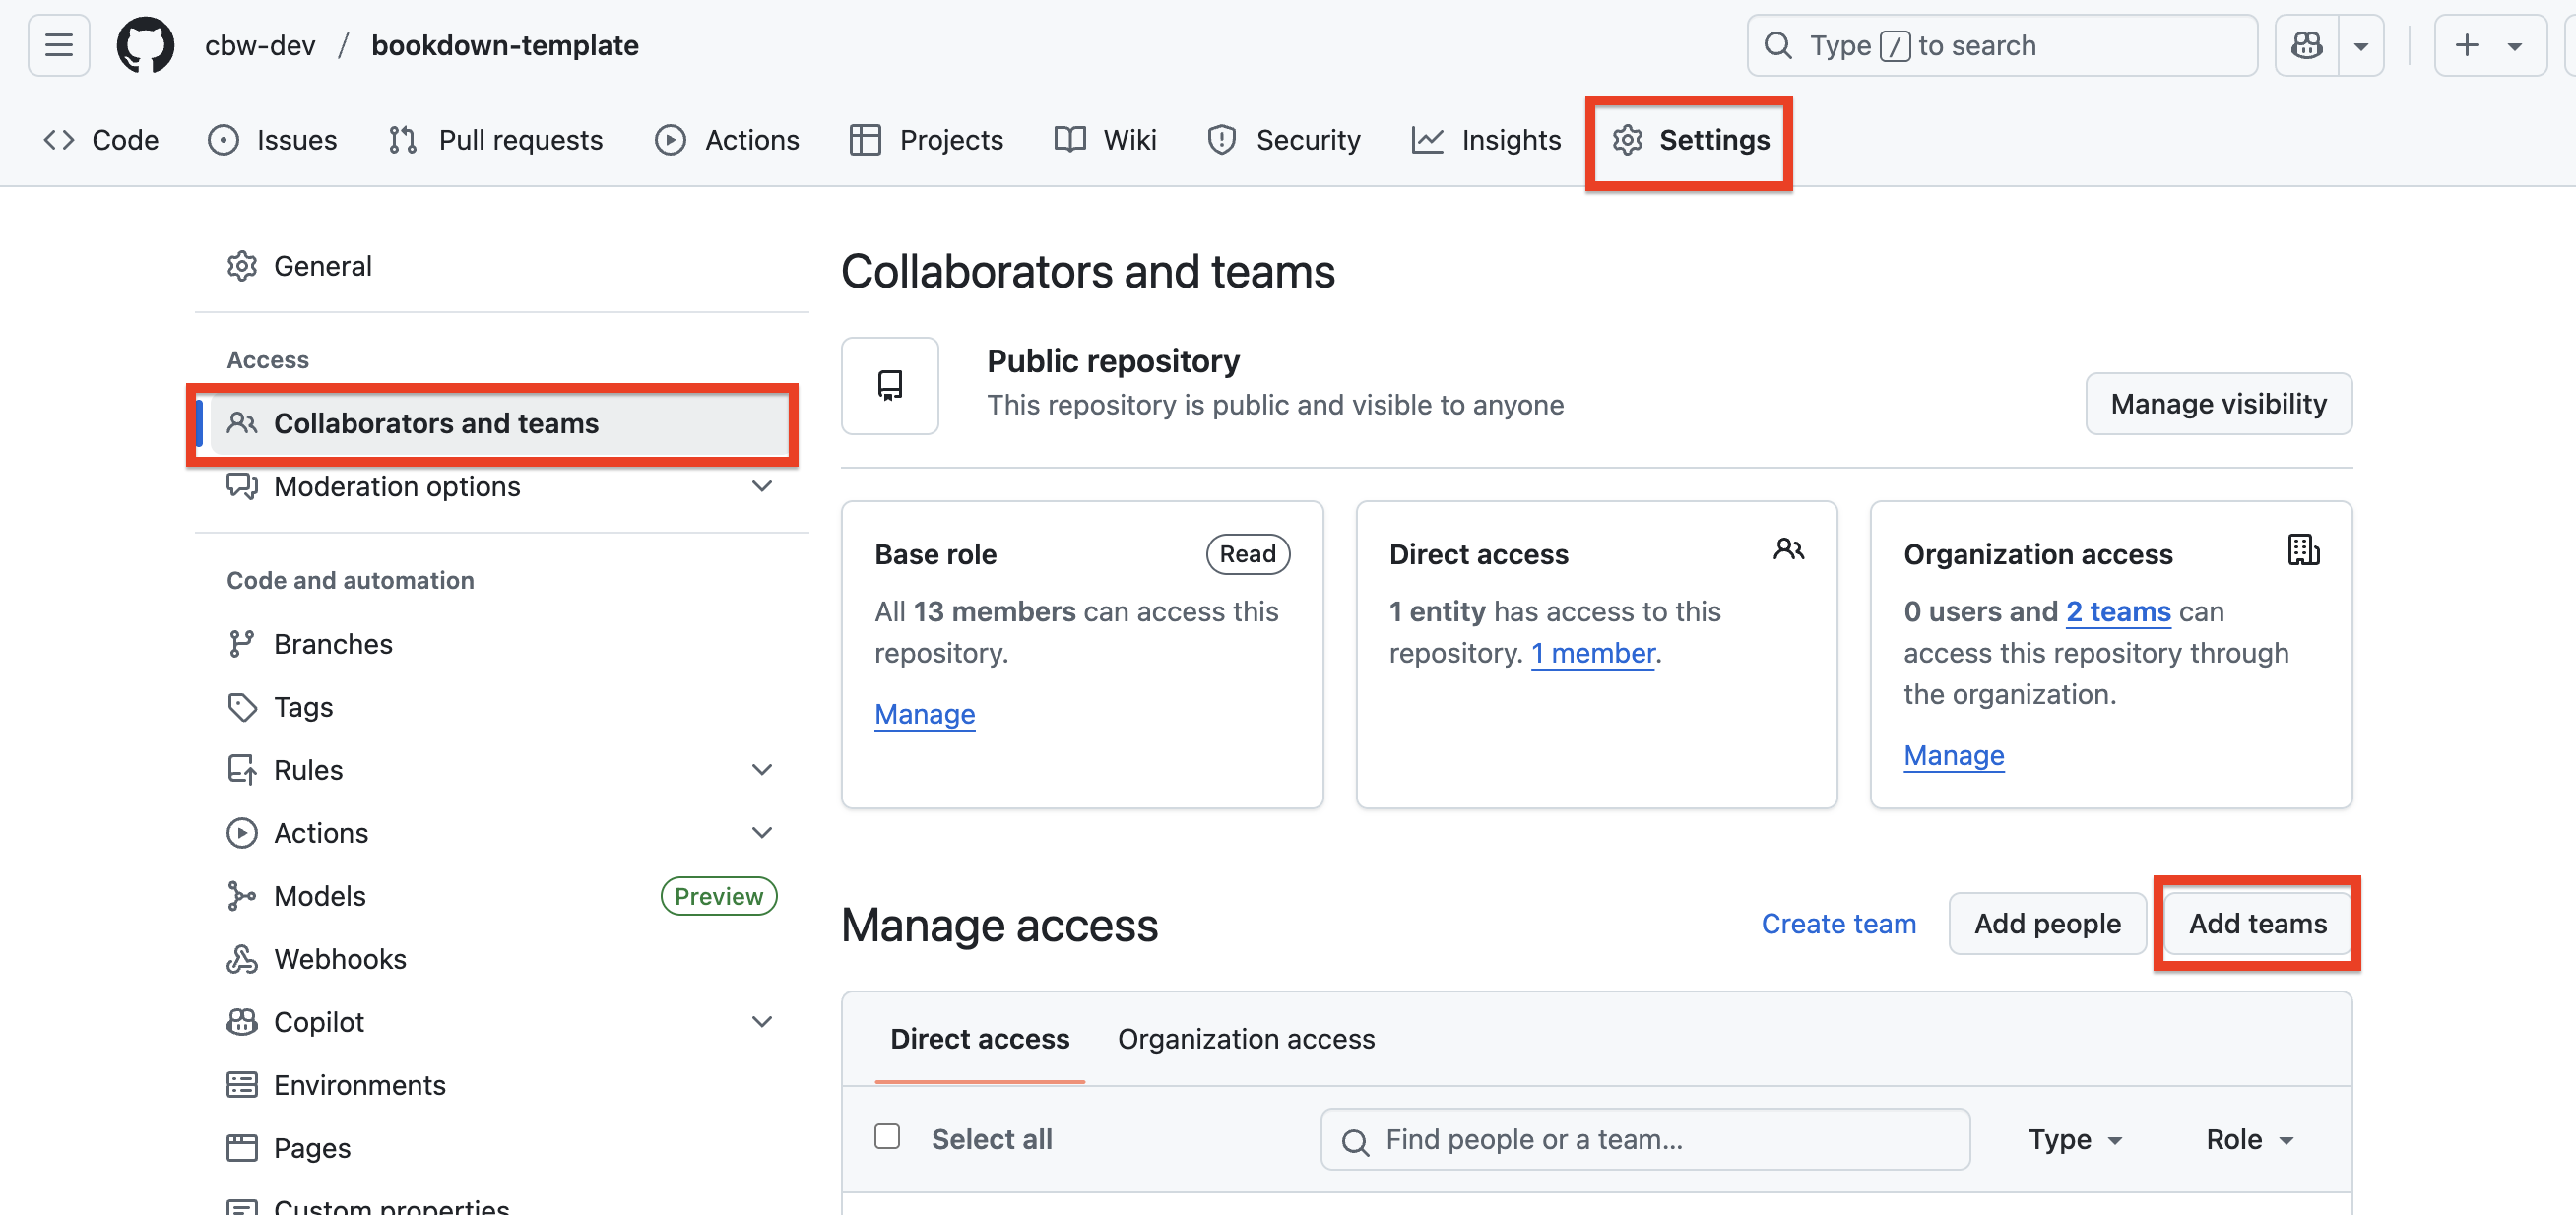 cbw-dev / bookdown-template
Type / to search
Code Issues Pull requests Actions Projects Wiki Security Insights Settings
General
Access
Collaborators and teams
Moderation options
Code and automation
Branches
Tags
Rules
Actions
Models Preview
Webhooks
Copilot
Environments
Pages
Custom properties
Collaborators and teams
Public repository
This repository is public and visible to anyone
Manage visibility
Base role Read
All 13 members can access this
repository.
Manage
Direct access
1 entity has access to this
repository. 1 member.
Organization access
0 users and 2 teams can
access this repository through
the organization.
Manage
Manage access
Create team Add people Add teams
Direct access Organization access
Select all Find people or a team... Type Role